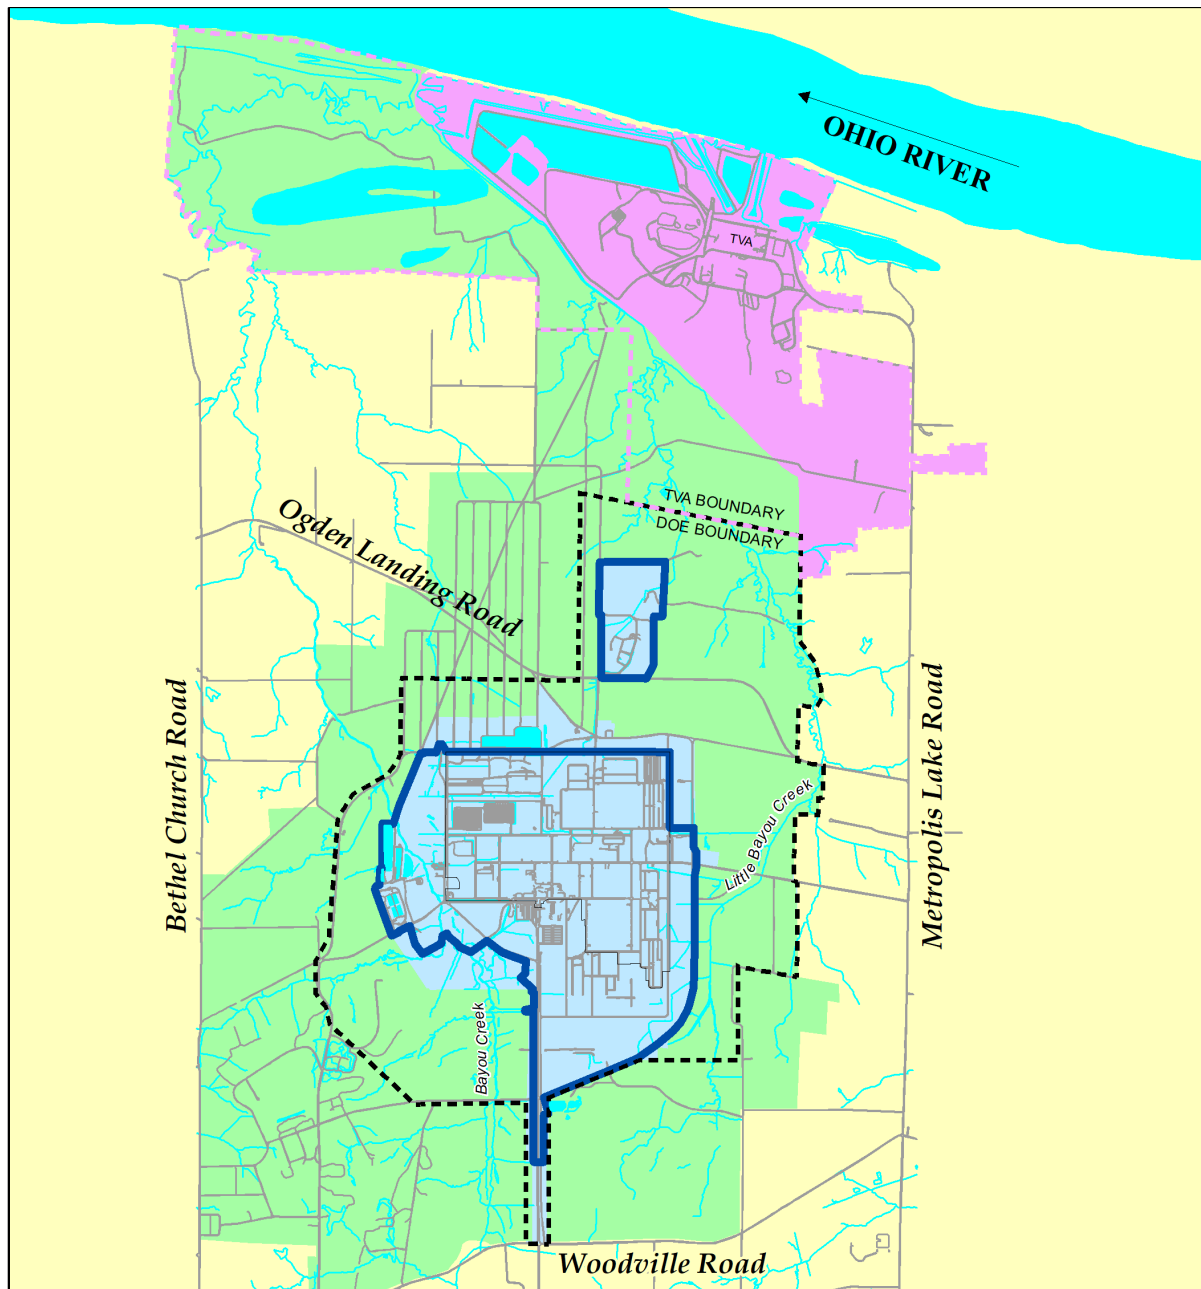 OHIO RIVER
TVA
TVA BOUNDARY
DOE BOUNDARY
Ogden Landing Road
Bethel Church Road
Metropolis Lake Road
Little Bayou Creek
Bayou Creek
Woodville Road